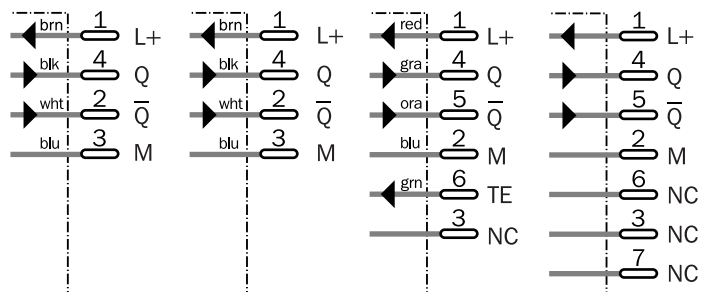 brn 1 L+
blk 4 Q
wht 2 Q̅
blu 3 M
brn 1 L+
blk 4 Q
wht 2 Q̅
blu 3 M
red 1 L+
gra 4 Q
ora 5 Q̅
blu 2 M
grn 6 TE
3 NC
1 L+
4 Q
5 Q̅
2 M
6 NC
3 NC
7 NC